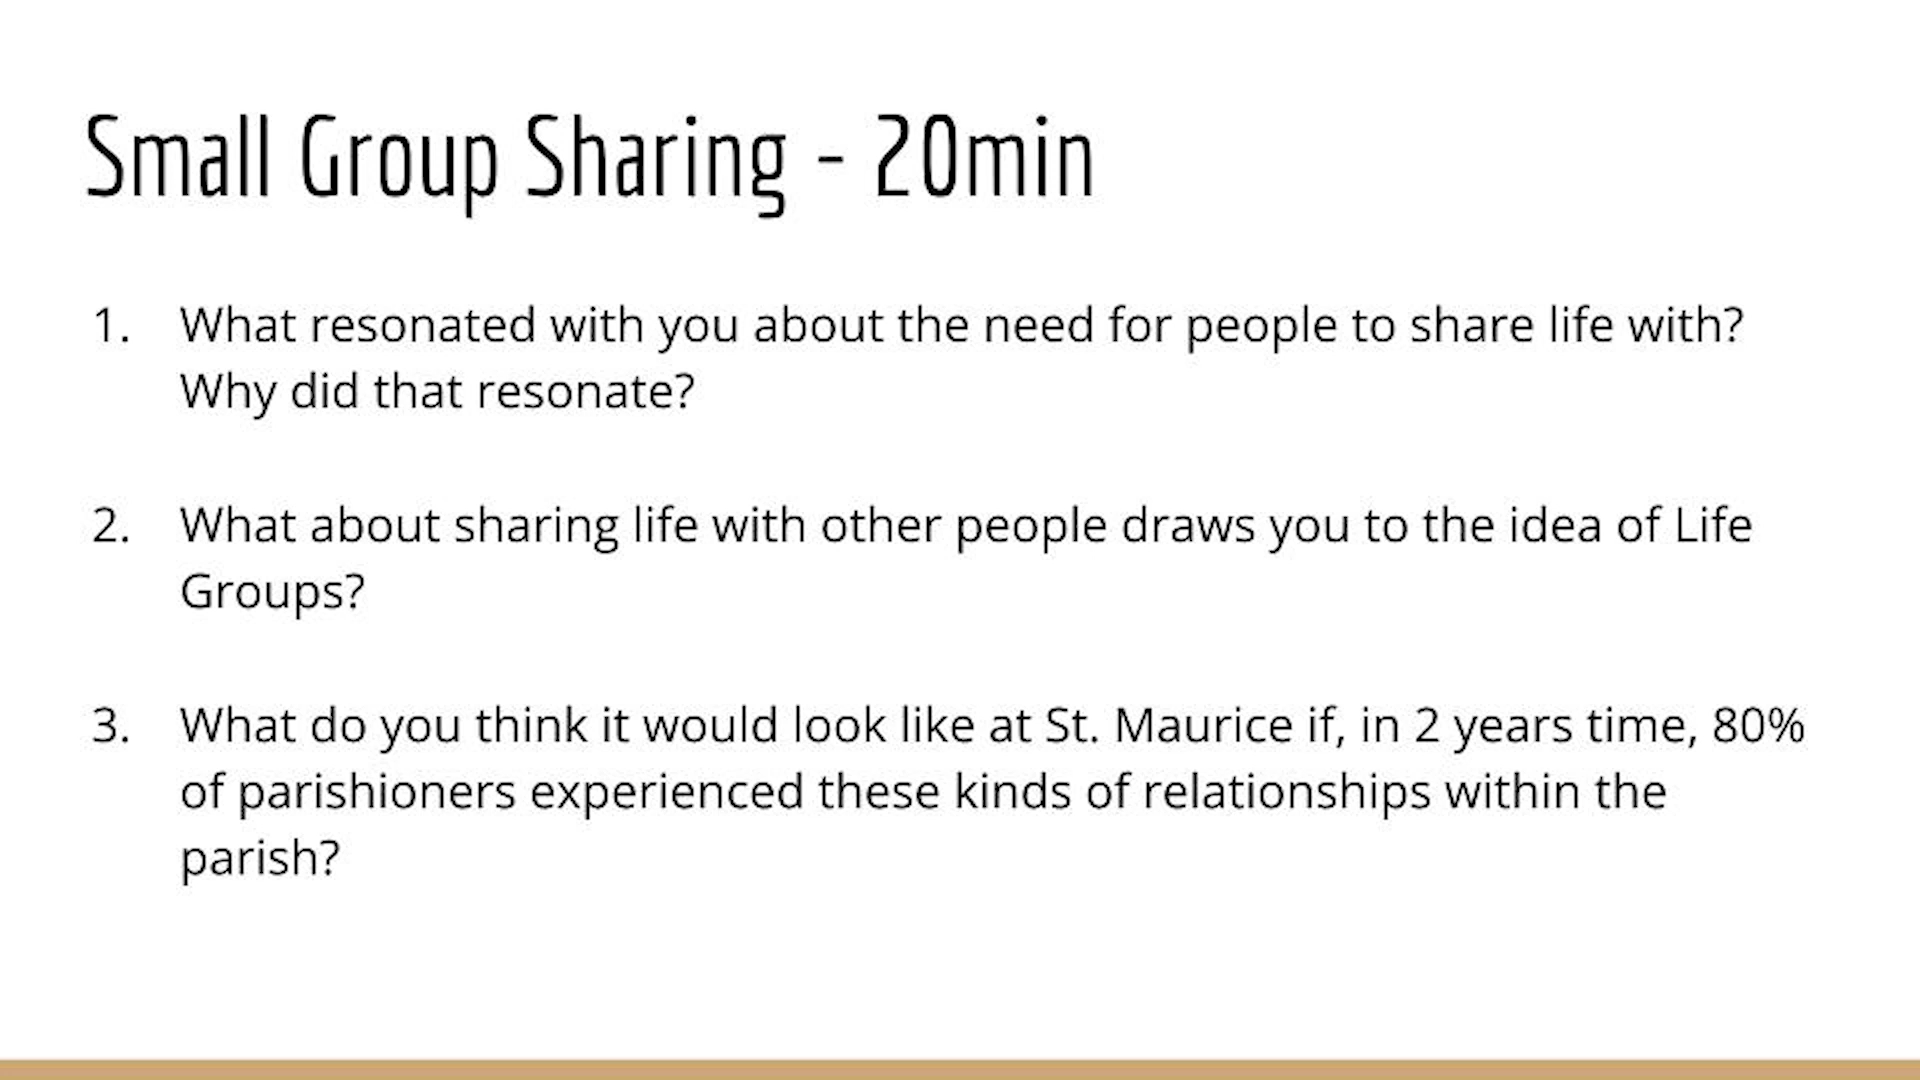 Small Group Sharing - 20min
1. What resonated with you about the need for people to share life with?
Why did that resonate?
2. What about sharing life with other people draws you to the idea of Life
Groups?
3. What do you think it would look like at St. Maurice if, in 2 years time, 80%
of parishioners experienced these kinds of relationships within the
parish?